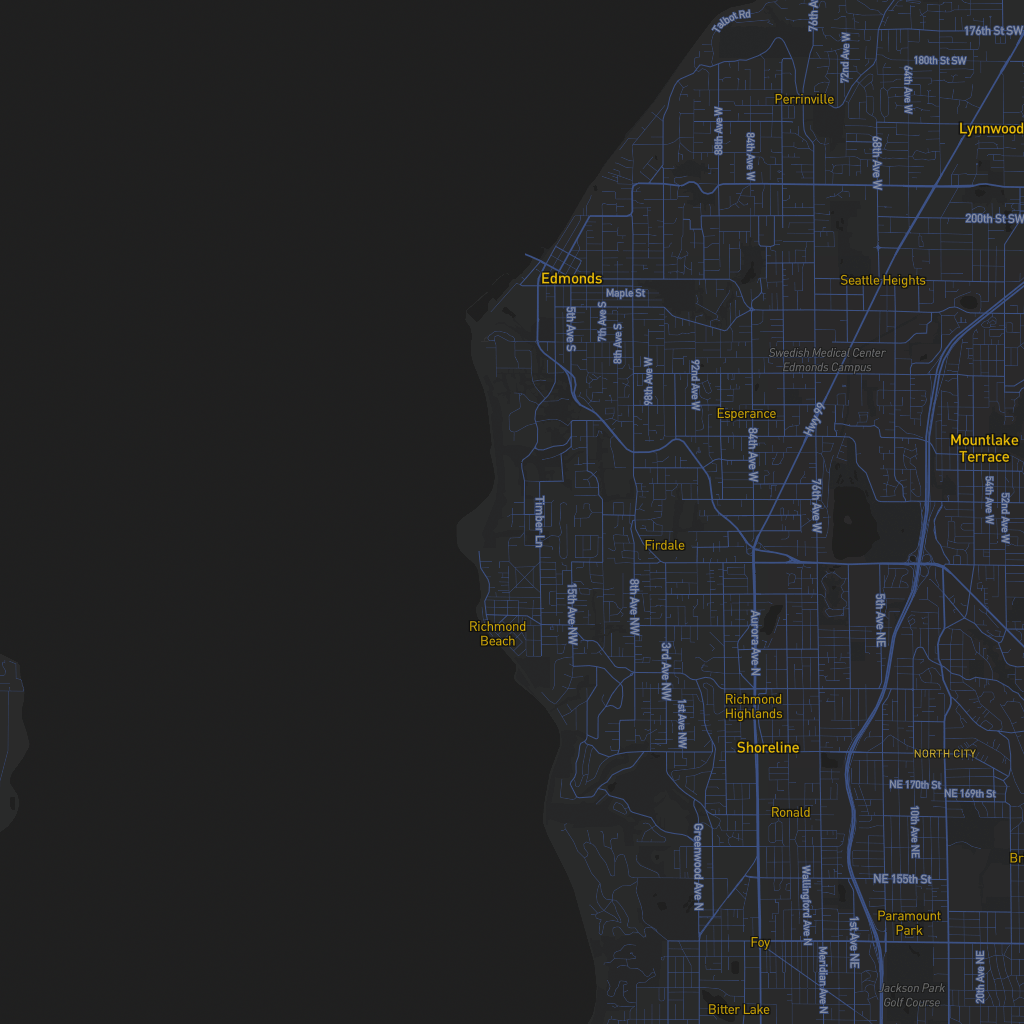 Talbot Rd
76th A
176th St SW
72nd Ave W
180th St SW
64th Ave W
Perrinville
88th Ave W
84th Ave W
68th Ave W
Lynnwood
200th St SW
Edmonds
Maple St
Seattle Heights
5th Ave S
7th Ave S
8th Ave S
98th Ave W
92nd Ave W
Swedish Medical Center
Edmonds Campus
Esperance
Hwy 99
84th Ave W
Mountlake
Terrace
76th Ave W
54th Ave W
52nd Ave W
Timber Ln
Firdale
15th Ave NW
8th Ave NW
5th Ave NE
Aurora Ave N
Richmond
Beach
3rd Ave NW
1st Ave NW
Richmond
Highlands
Shoreline
NORTH CITY
NE 170th St
NE 169th St
Ronald
10th Ave NE
Greenwood Ave N
Br
Wallingford Ave N
NE 155th St
Paramount
Park
1st Ave NE
Foy
Meridian Ave N
20th Ave NE
Jackson Park
Golf Course
Bitter Lake